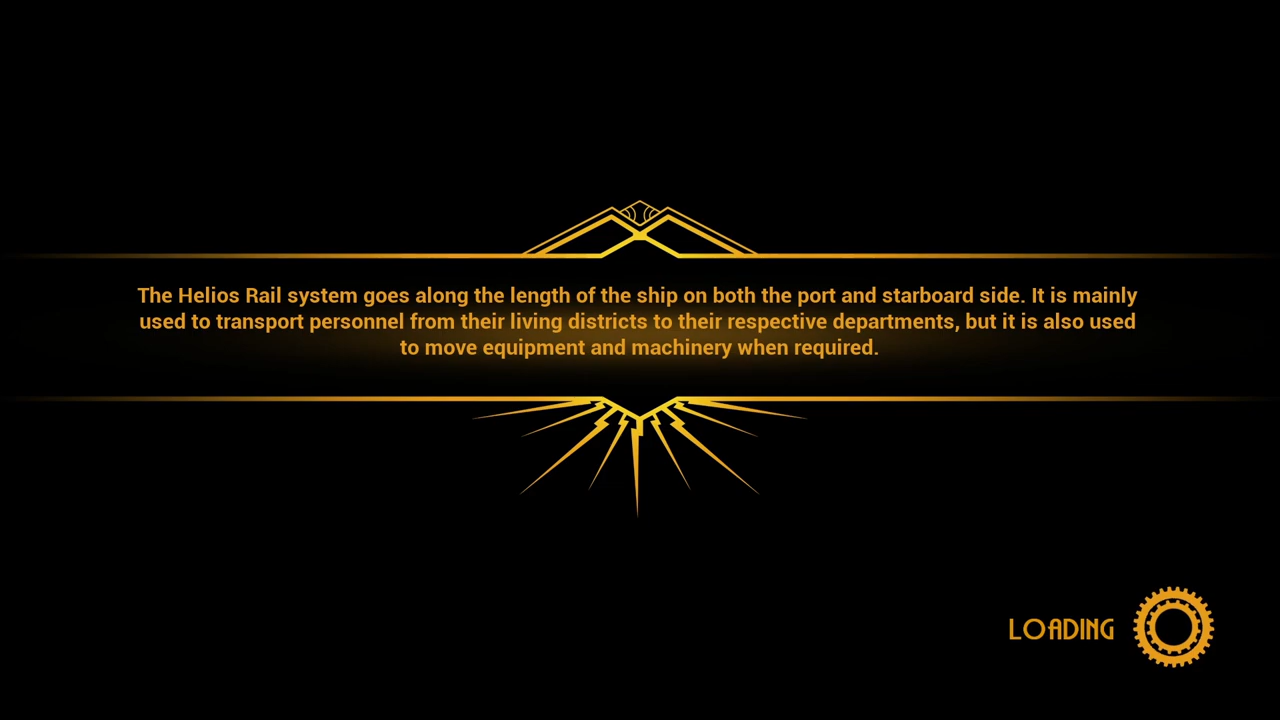 The Helios Rail system goes along the length of the ship on both the port and starboard side. It is mainly
used to transport personnel from their living districts to their respective departments, but it is also used
to move equipment and machinery when required.
LOADING